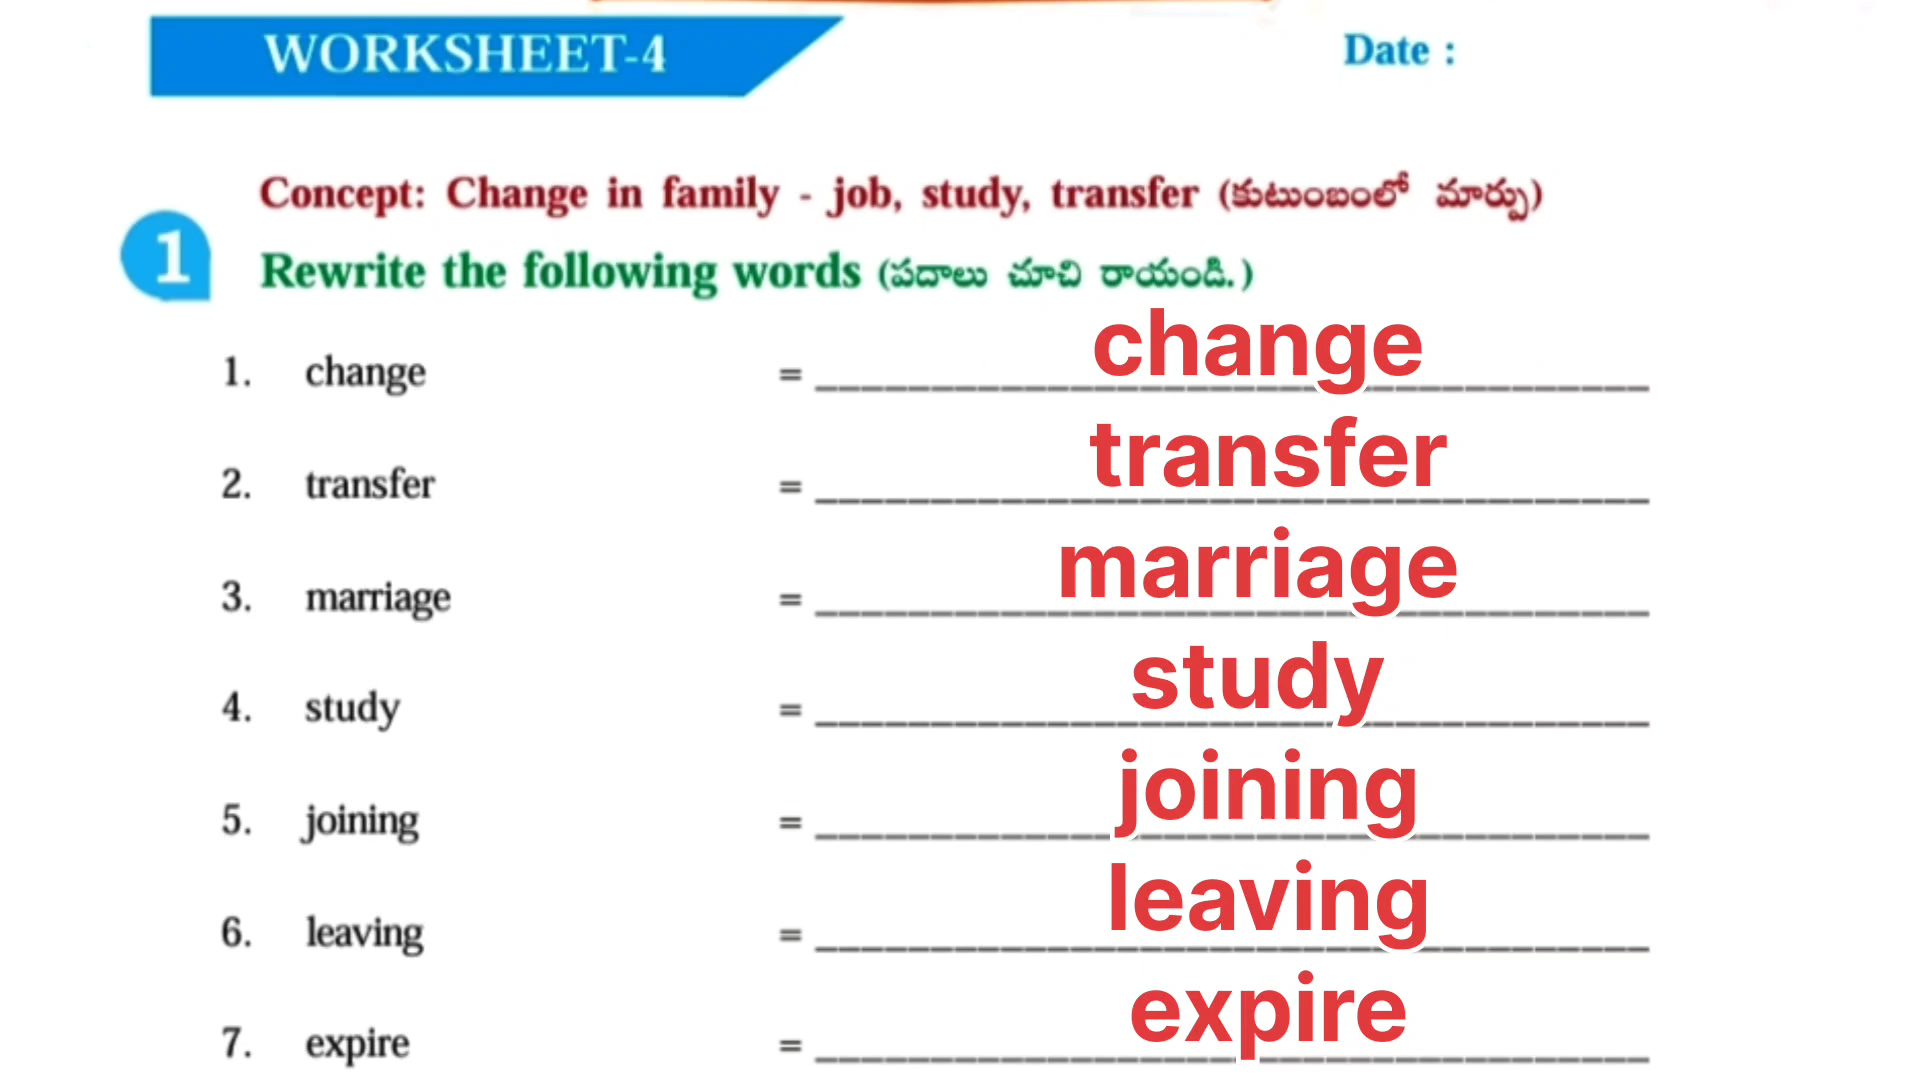 WORKSHEET-4 Date :
Concept: Change in family - job, study, transfer (కుటుంబంలో మార్పు)
1 Rewrite the following words (పదాలు చూచి రాయండి.)
1. change = change
2. transfer = transfer
3. marriage = marriage
4. study = study
5. joining = joining
6. leaving = leaving
7. expire = expire